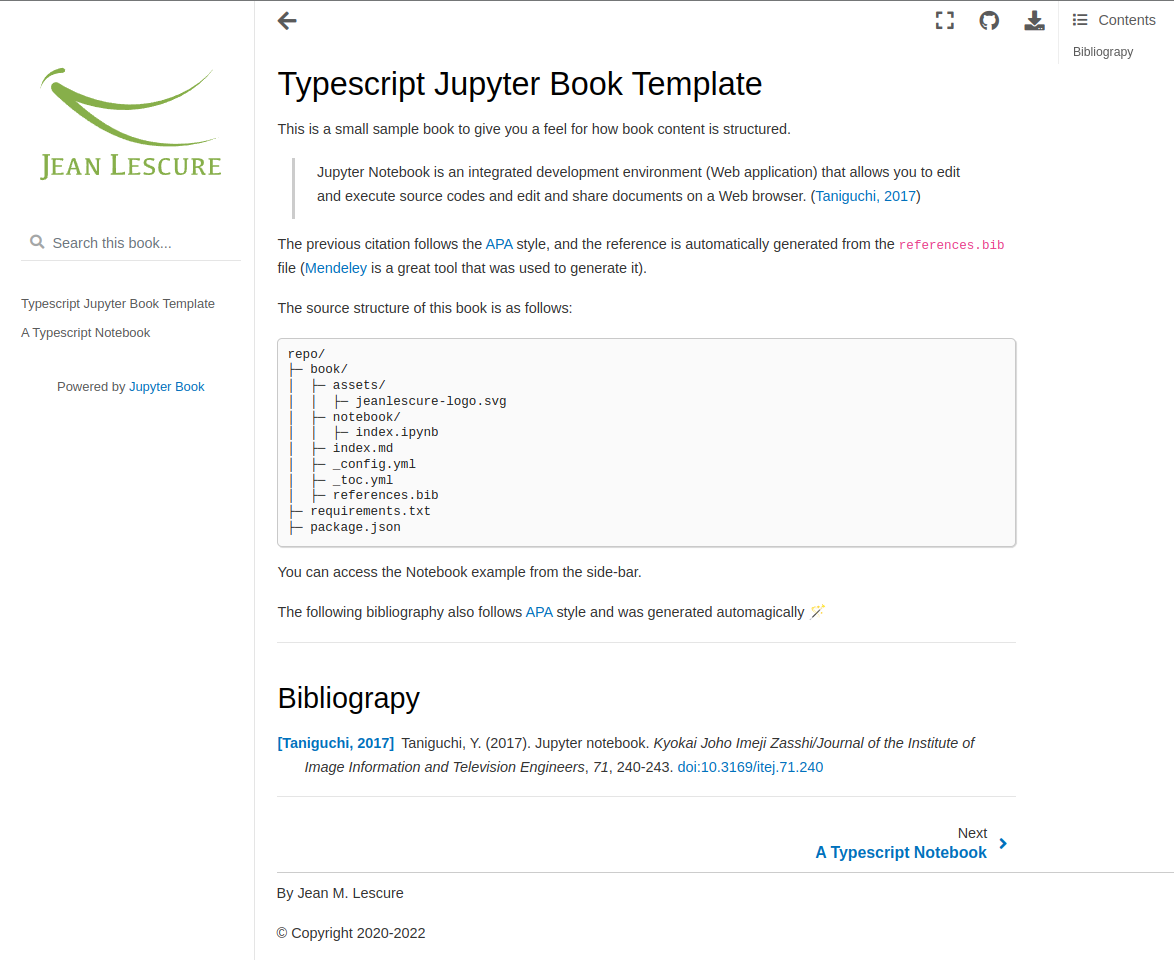 JEAN LESCURE
Search this book...
Typescript Jupyter Book Template
A Typescript Notebook
Powered by Jupyter Book
Contents
Bibliograpy
Typescript Jupyter Book Template
This is a small sample book to give you a feel for how book content is structured.
Jupyter Notebook is an integrated development environment (Web application) that allows you to edit
and execute source codes and edit and share documents on a Web browser. (Taniguchi, 2017)
The previous citation follows the APA style, and the reference is automatically generated from the references.bib
file (Mendeley is a great tool that was used to generate it).
The source structure of this book is as follows:
repo/
├─ book/
│  ├─ assets/
│  │  ├─ jeanlescure-logo.svg
│  ├─ notebook/
│  │  ├─ index.ipynb
│  ├─ index.md
│  ├─ _config.yml
│  ├─ _toc.yml
│  ├─ references.bib
├─ requirements.txt
├─ package.json
You can access the Notebook example from the side-bar.
The following bibliography also follows APA style and was generated automagically 🪄
Bibliograpy
[Taniguchi, 2017] Taniguchi, Y. (2017). Jupyter notebook. Kyokai Joho Imeji Zasshi/Journal of the Institute of
Image Information and Television Engineers, 71, 240-243. doi:10.3169/itej.71.240
Next
A Typescript Notebook
By Jean M. Lescure
© Copyright 2020-2022